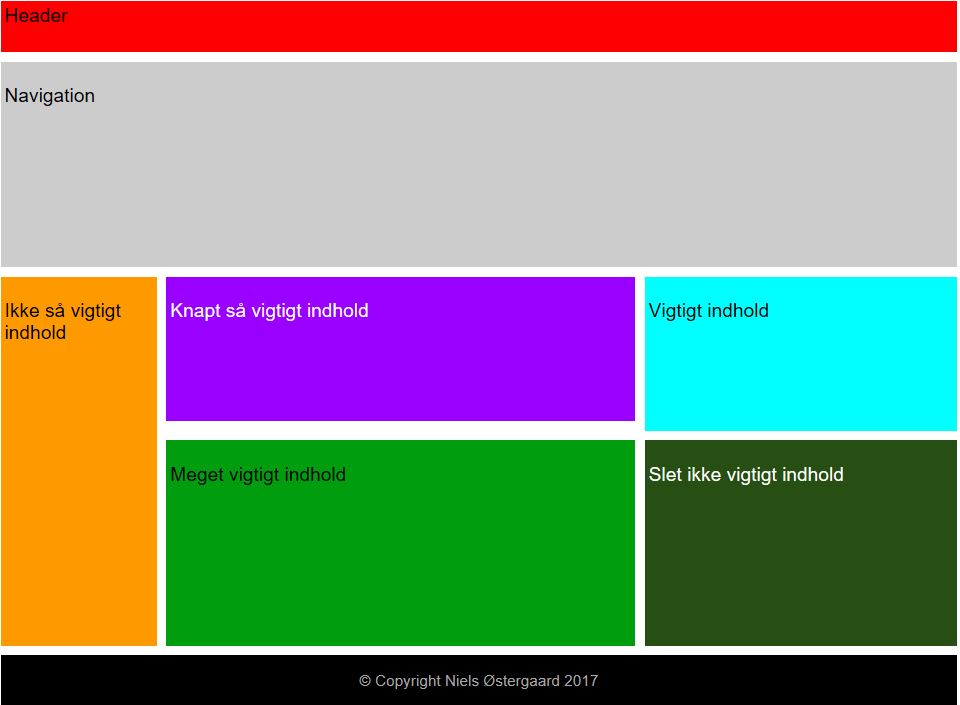 Header
Navigation
Ikke så vigtigt
indhold
Knapt så vigtigt indhold
Vigtigt indhold
Meget vigtigt indhold
Slet ikke vigtigt indhold
© Copyright Niels Østergaard 2017